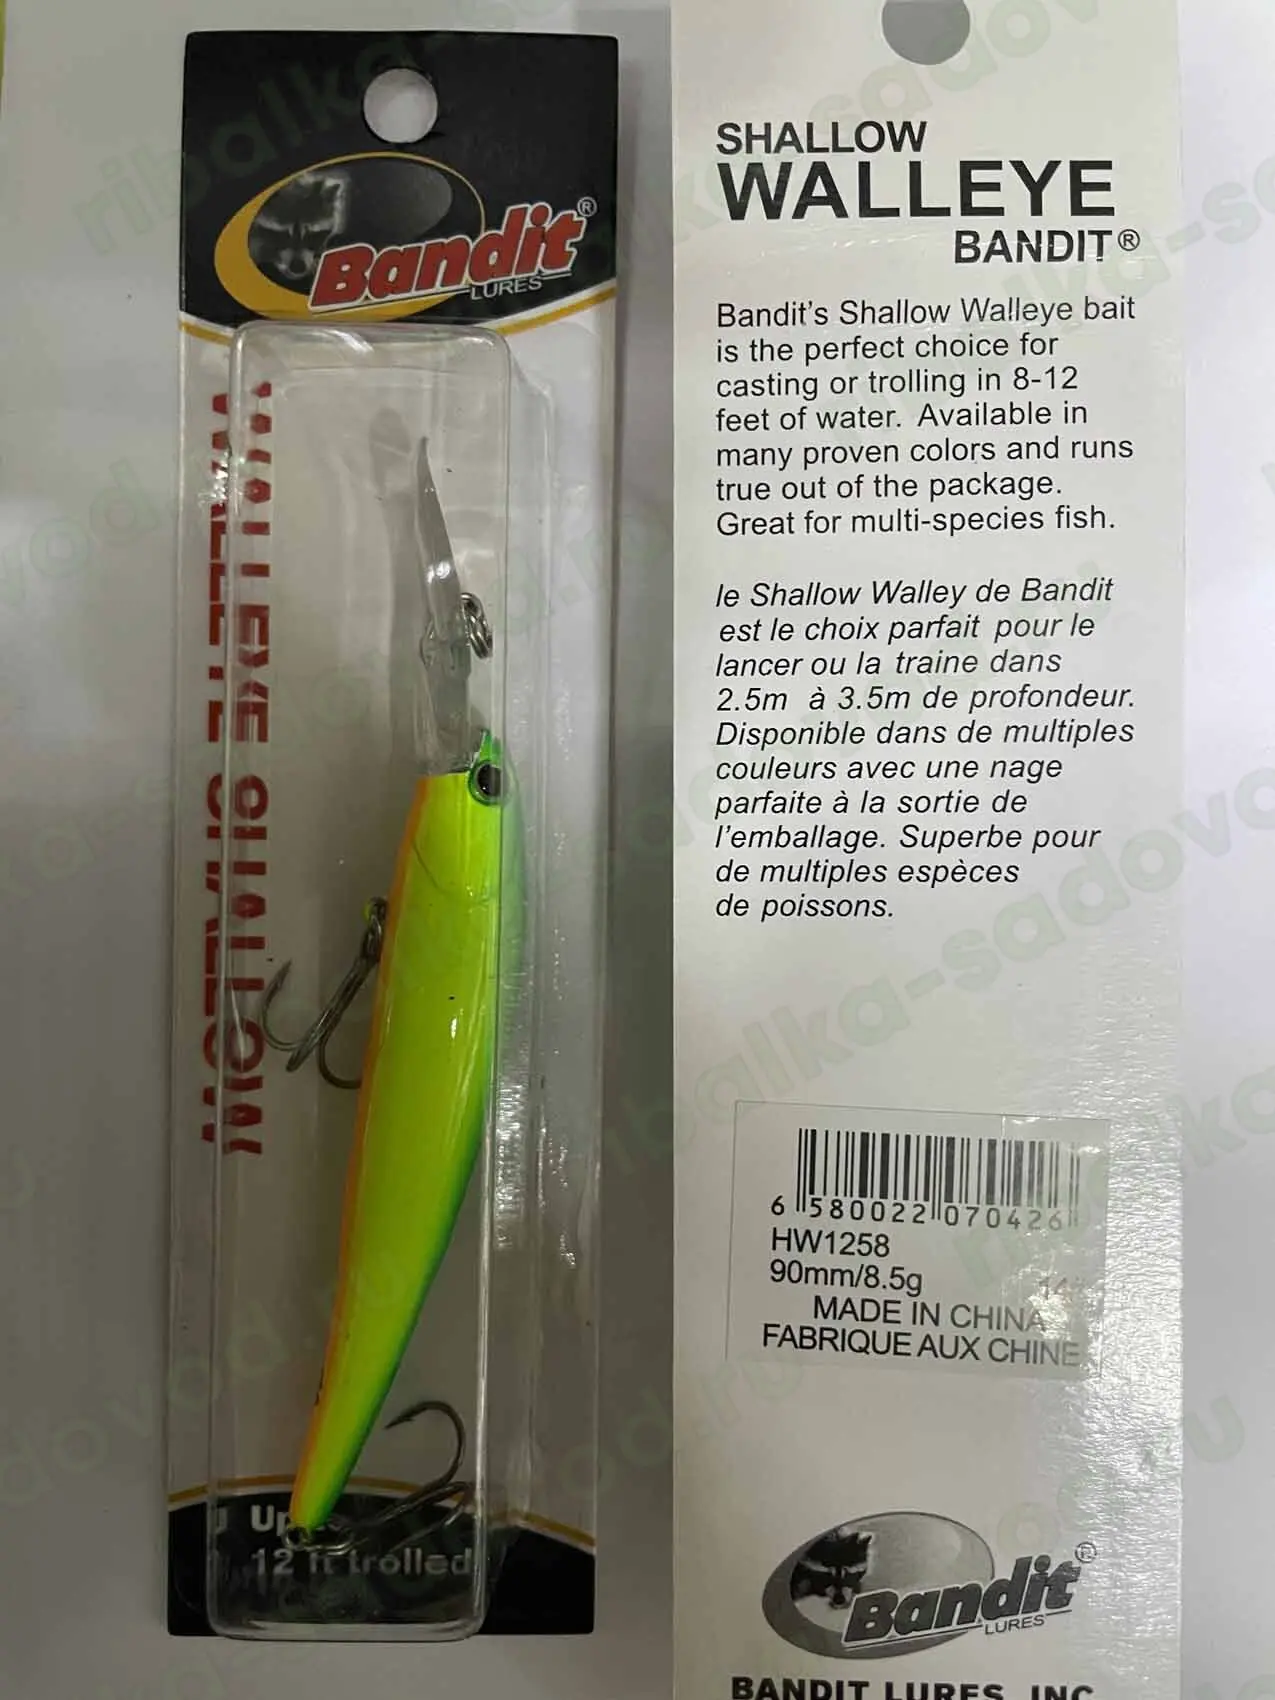 Bandit®
LURES
WALLEYE SHALLOW
12 ft trolled
SHALLOW
WALLEYE
BANDIT®
Bandit's Shallow Walleye bait
is the perfect choice for
casting or trolling in 8-12
feet of water. Available in
many proven colors and runs
true out of the package.
Great for multi-species fish.
le Shallow Walley de Bandit
est le choix parfait pour le
lancer ou la traine dans
2.5m à 3.5m de profondeur.
Disponible dans de multiples
couleurs avec une nage
parfaite à la sortie de
l'emballage. Superbe pour
de multiples espèces
de poissons.
6 580022 070426
HW1258
90mm/8.5g
MADE IN CHINA
FABRIQUE AUX CHINE
Bandit®
LURES
BANDIT LURES, INC
ribalka-sadovod.ru